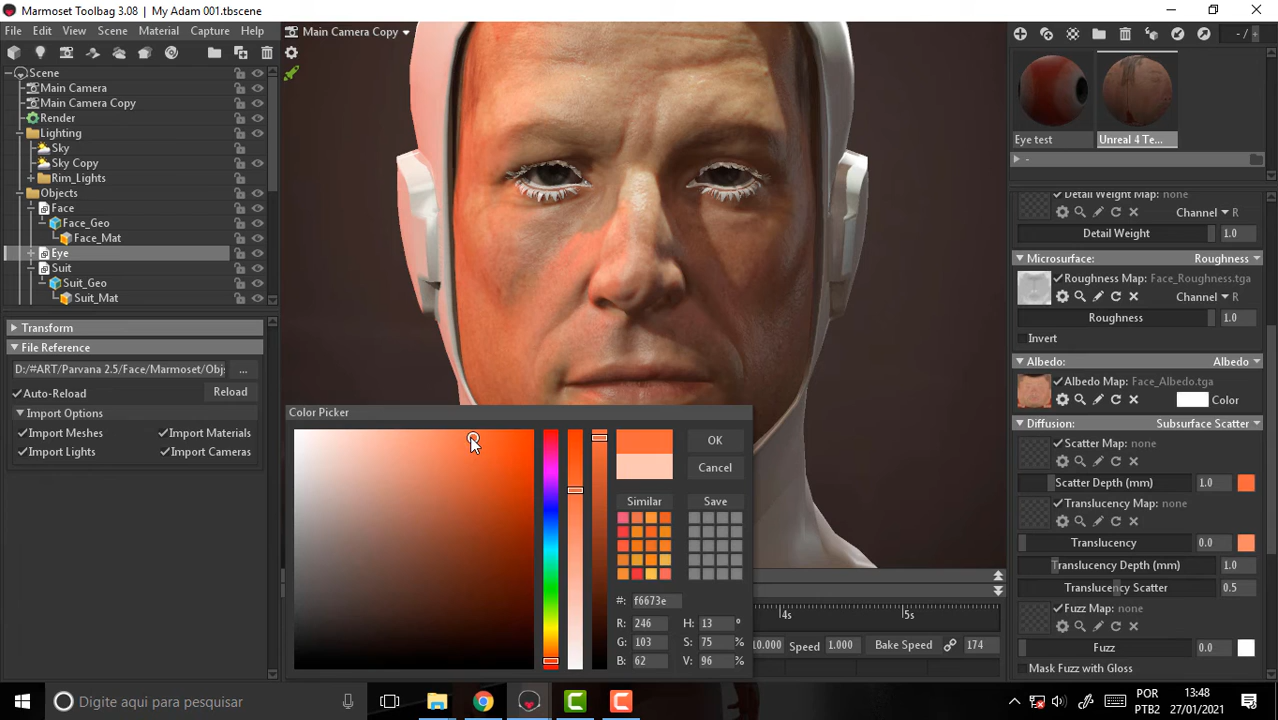 Marmoset Toolbag 3.08 | My Adam 001.tbscene
File Edit View Scene Material Capture Help
Main Camera Copy
- /
Scene
Main Camera
Main Camera Copy
Render
Lighting
Sky
Sky Copy
Rim_Lights
Objects
Face
Face_Geo
Face_Mat
Eye
Suit
Suit_Geo
Suit_Mat
Transform
File Reference
D:/#ART/Parvana 2.5/Face/Marmoset/Obj: ...
Auto-Reload Reload
Import Options
Import Meshes Import Materials
Import Lights Import Cameras
Color Picker
OK
Cancel
Similar Save
#: f6673e
R: 246 H: 13 º
G: 103 S: 75 %
B: 62 V: 96 %
4s 5s
10.000 Speed 1.000 Bake Speed 174
Eye test Unreal 4 Te...
-
Detail Weight Map: none
Channel R
Detail Weight 1.0
Microsurface: Roughness
Roughness Map: Face_Roughness.tga
Channel R
Roughness 1.0
Invert
Albedo: Albedo
Albedo Map: Face_Albedo.tga
Color
Diffusion: Subsurface Scatter
Scatter Map: none
Scatter Depth (mm) 1.0
Translucency Map: none
Translucency 0.0
Translucency Depth (mm) 1.0
Translucency Scatter 0.5
Fuzz Map: none
Fuzz 0.0
Mask Fuzz with Gloss
Digite aqui para pesquisar
POR
PTB2
13:48
27/01/2021